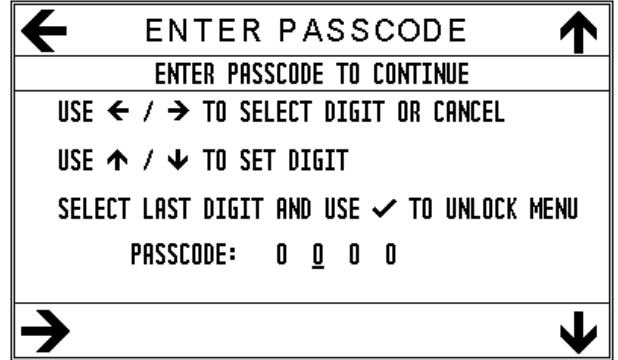 ENTER PASSCODE
ENTER PASSCODE TO CONTINUE
USE ← / → TO SELECT DIGIT OR CANCEL
USE ↑ / ↓ TO SET DIGIT
SELECT LAST DIGIT AND USE ✓ TO UNLOCK MENU
PASSCODE: 0 0 0 0